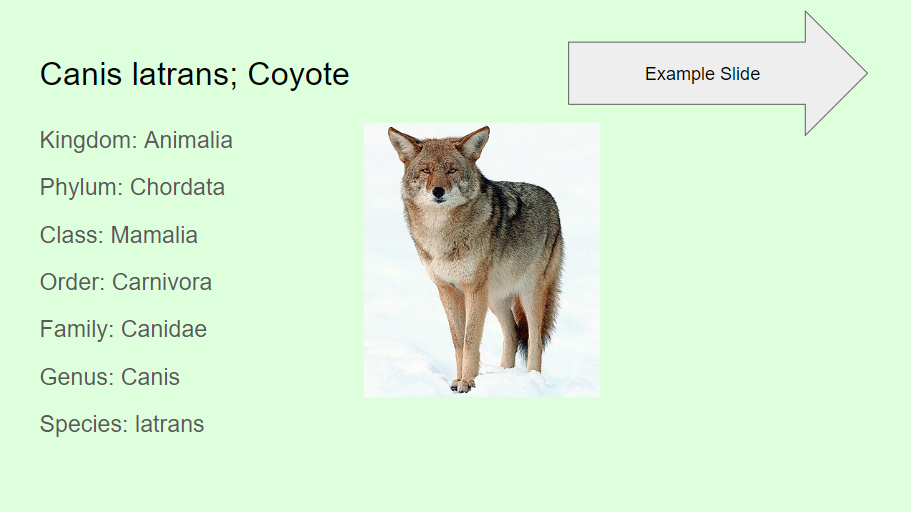 Canis latrans; Coyote
Example Slide
Kingdom: Animalia
Phylum: Chordata
Class: Mamalia
Order: Carnivora
Family: Canidae
Genus: Canis
Species: latrans